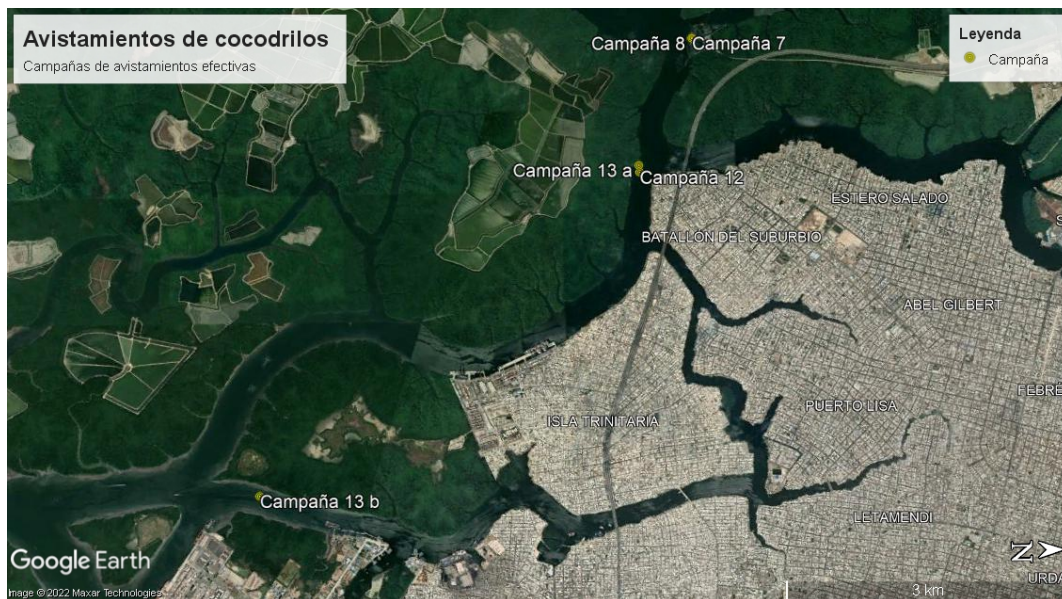 Avistamientos de cocodrilos
Campañas de avistamientos efectivas
Leyenda
Campaña
Campaña 8
Campaña 7
Campaña 13 a
Campaña 12
ESTERO SALADO
BATALLON DEL SUBURBIO
ABEL GILBERT
FEBRE
PUERTO LISA
ISLA TRINITARIA
Campaña 13 b
LETAMENDI
Google Earth
N
URDA
Image © 2022 Maxar Technologies
3 km